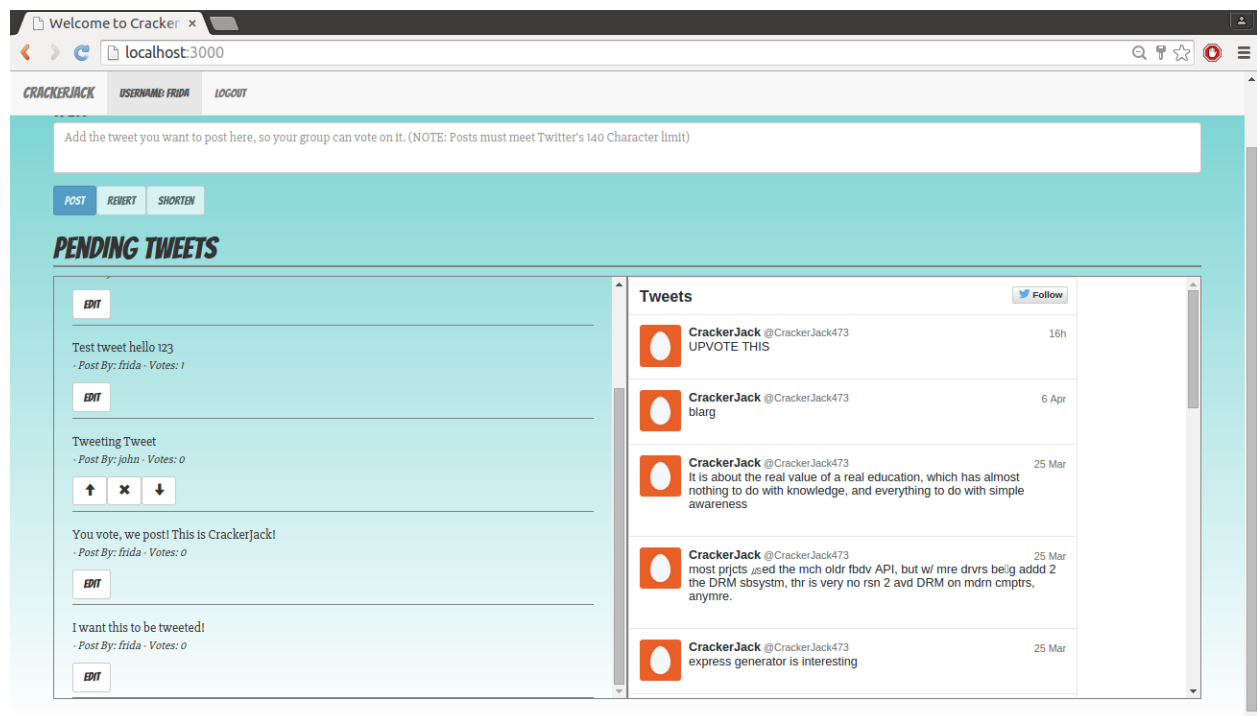 Welcome to Cracker ×
localhost:3000
CRACKERJACK USERNAME: FRIDA LOGOUT
Add the tweet you want to post here, so your group can vote on it. (NOTE: Posts must meet Twitter's 140 Character limit)
POST REVERT SHORTEN
PENDING TWEETS
EDIT
Test tweet hello 123
- Post By: frida - Votes: 1
EDIT
Tweeting Tweet
- Post By: john - Votes: 0
You vote, we post! This is CrackerJack!
- Post By: frida - Votes: 0
EDIT
I want this to be tweeted!
- Post By: frida - Votes: 0
EDIT
Tweets Follow
CrackerJack @CrackerJack473 16h
UPVOTE THIS
CrackerJack @CrackerJack473 6 Apr
blarg
CrackerJack @CrackerJack473 25 Mar
It is about the real value of a real education, which has almost
nothing to do with knowledge, and everything to do with simple
awareness
CrackerJack @CrackerJack473 25 Mar
most prjcts µsed the mch oldr fbdv API, but w/ mre drvrs be▯g addd 2
the DRM sbsystm, thr is very no rsn 2 avd DRM on mdrn cmptrs,
anymre.
CrackerJack @CrackerJack473 25 Mar
express generator is interesting